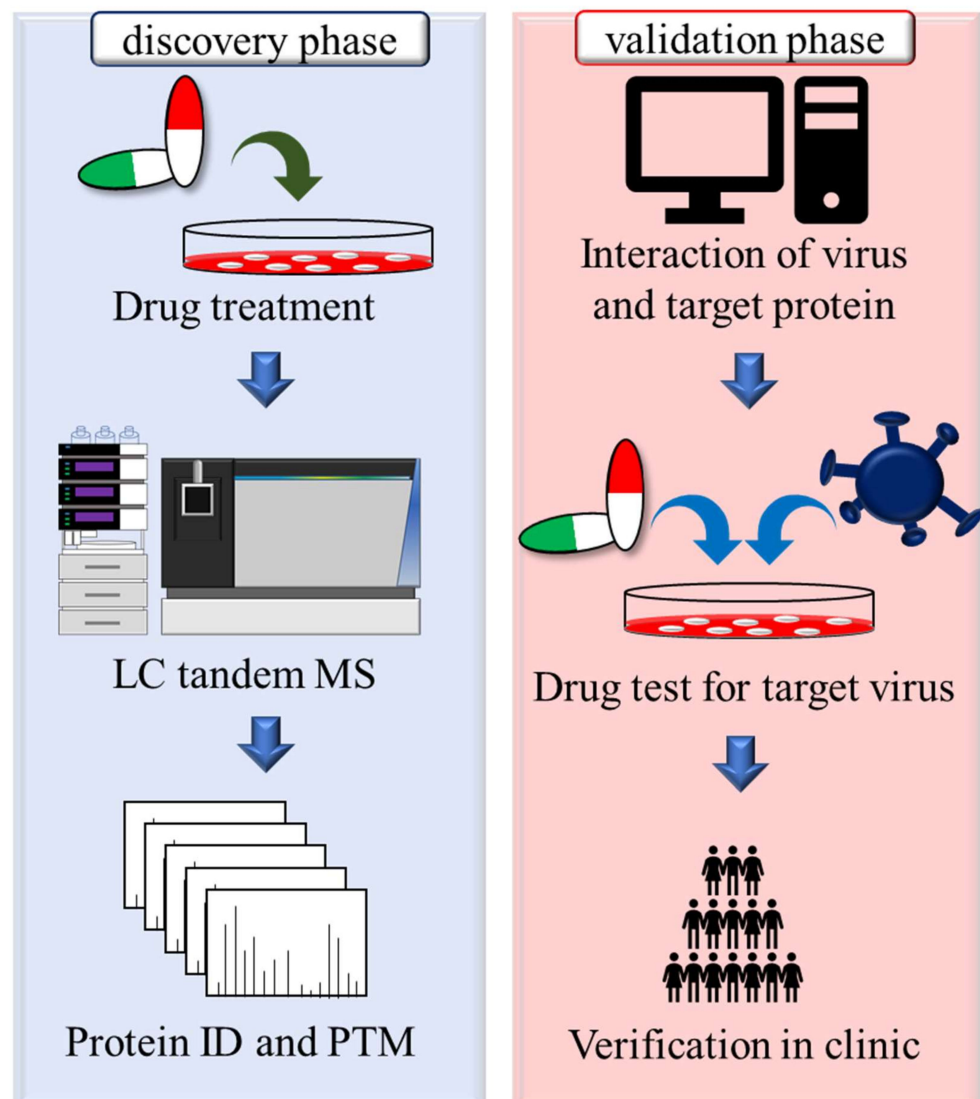 discovery phase
Drug treatment
LC tandem MS
Protein ID and PTM
validation phase
Interaction of virus
and target protein
Drug test for target virus
Verification in clinic